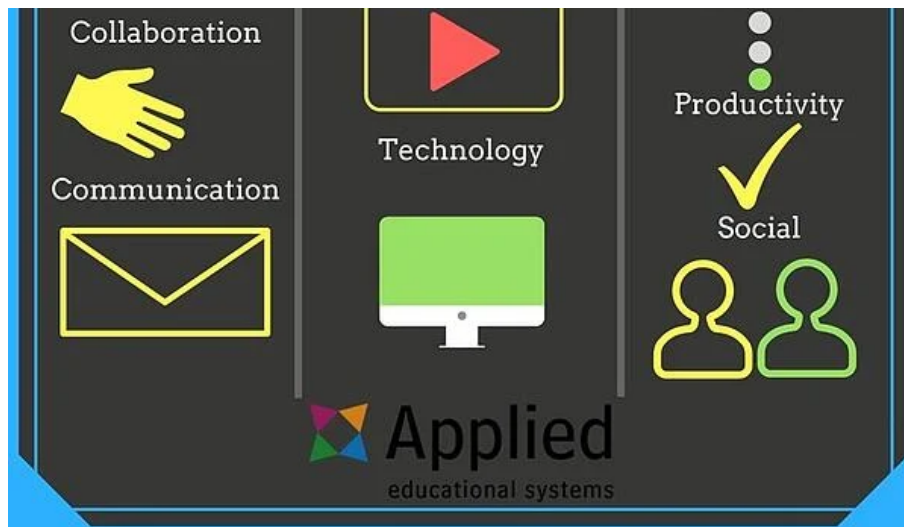 Collaboration
Communication
Technology
Productivity
Social
Applied
educational systems